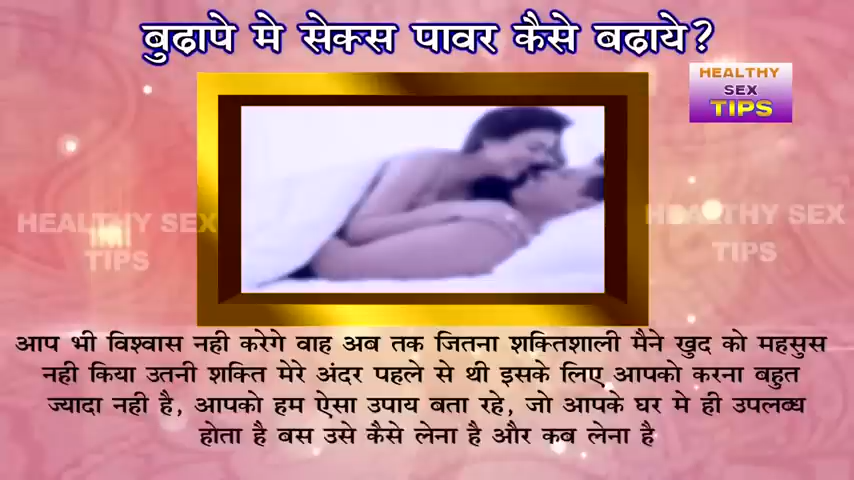 बुढापे मे सेक्स पावर कैसे बढाये?
HEALTHY
SEX
TIPS
HEALTHY SEX
TIPS
HEALTHY SEX
TIPS
आप भी विश्वास नही करेगे वाह अब तक जितना शक्तिशाली मैने खुद को महसुस
नही किया उतनी शक्ति मेरे अंदर पहले से थी इसके लिए आपको करना बहुत
ज्यादा नही है, आपको हम ऐसा उपाय बता रहे, जो आपके घर मे ही उपलब्ध
होता है बस उसे कैसे लेना है और कब लेना है